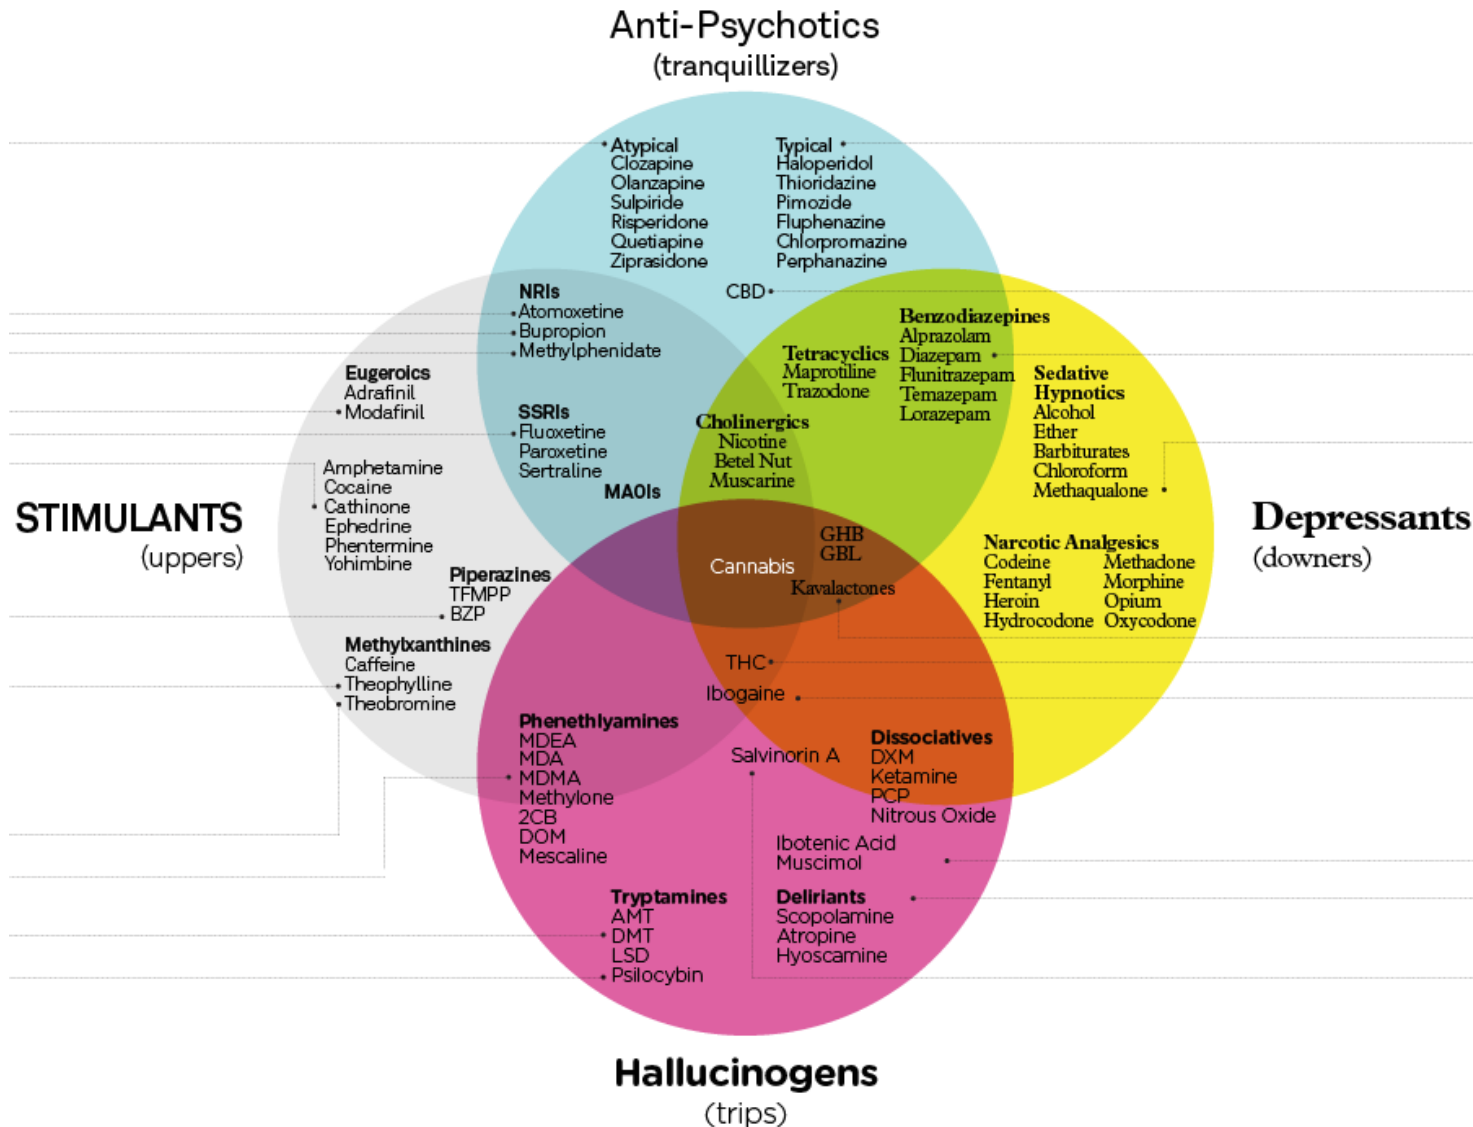 Anti-Psychotics
(tranquillizers)
Atypical
Clozapine
Olanzapine
Sulpiride
Risperidone
Quetiapine
Ziprasidone
Typical
Haloperidol
Thioridazine
Pimozide
Fluphenazine
Chlorpromazine
Perphanazine
CBD
NRIs
Atomoxetine
Bupropion
Methylphenidate
SSRIs
Fluoxetine
Paroxetine
Sertraline
MAOIs
Tetracyclics
Maprotiline
Trazodone
Benzodiazepines
Alprazolam
Diazepam
Flunitrazepam
Temazepam
Lorazepam
Cholinergics
Nicotine
Betel Nut
Muscarine
STIMULANTS
(uppers)
Eugeroics
Adrafinil
Modafinil
Amphetamine
Cocaine
Cathinone
Ephedrine
Phentermine
Yohimbine
Piperazines
TFMPP
BZP
Methylxanthines
Caffeine
Theophylline
Theobromine
Depressants
(downers)
Sedative
Hypnotics
Alcohol
Ether
Barbiturates
Chloroform
Methaqualone
Narcotic Analgesics
Codeine Methadone
Fentanyl Morphine
Heroin Opium
Hydrocodone Oxycodone
GHB
GBL
Cannabis
Kavalactones
THC
Ibogaine
Phenethlyamines
MDEA
MDA
MDMA
Methylone
2CB
DOM
Mescaline
Salvinorin A
Dissociatives
DXM
Ketamine
PCP
Nitrous Oxide
Ibotenic Acid
Muscimol
Tryptamines
AMT
DMT
LSD
Psilocybin
Deliriants
Scopolamine
Atropine
Hyoscamine
Hallucinogens
(trips)